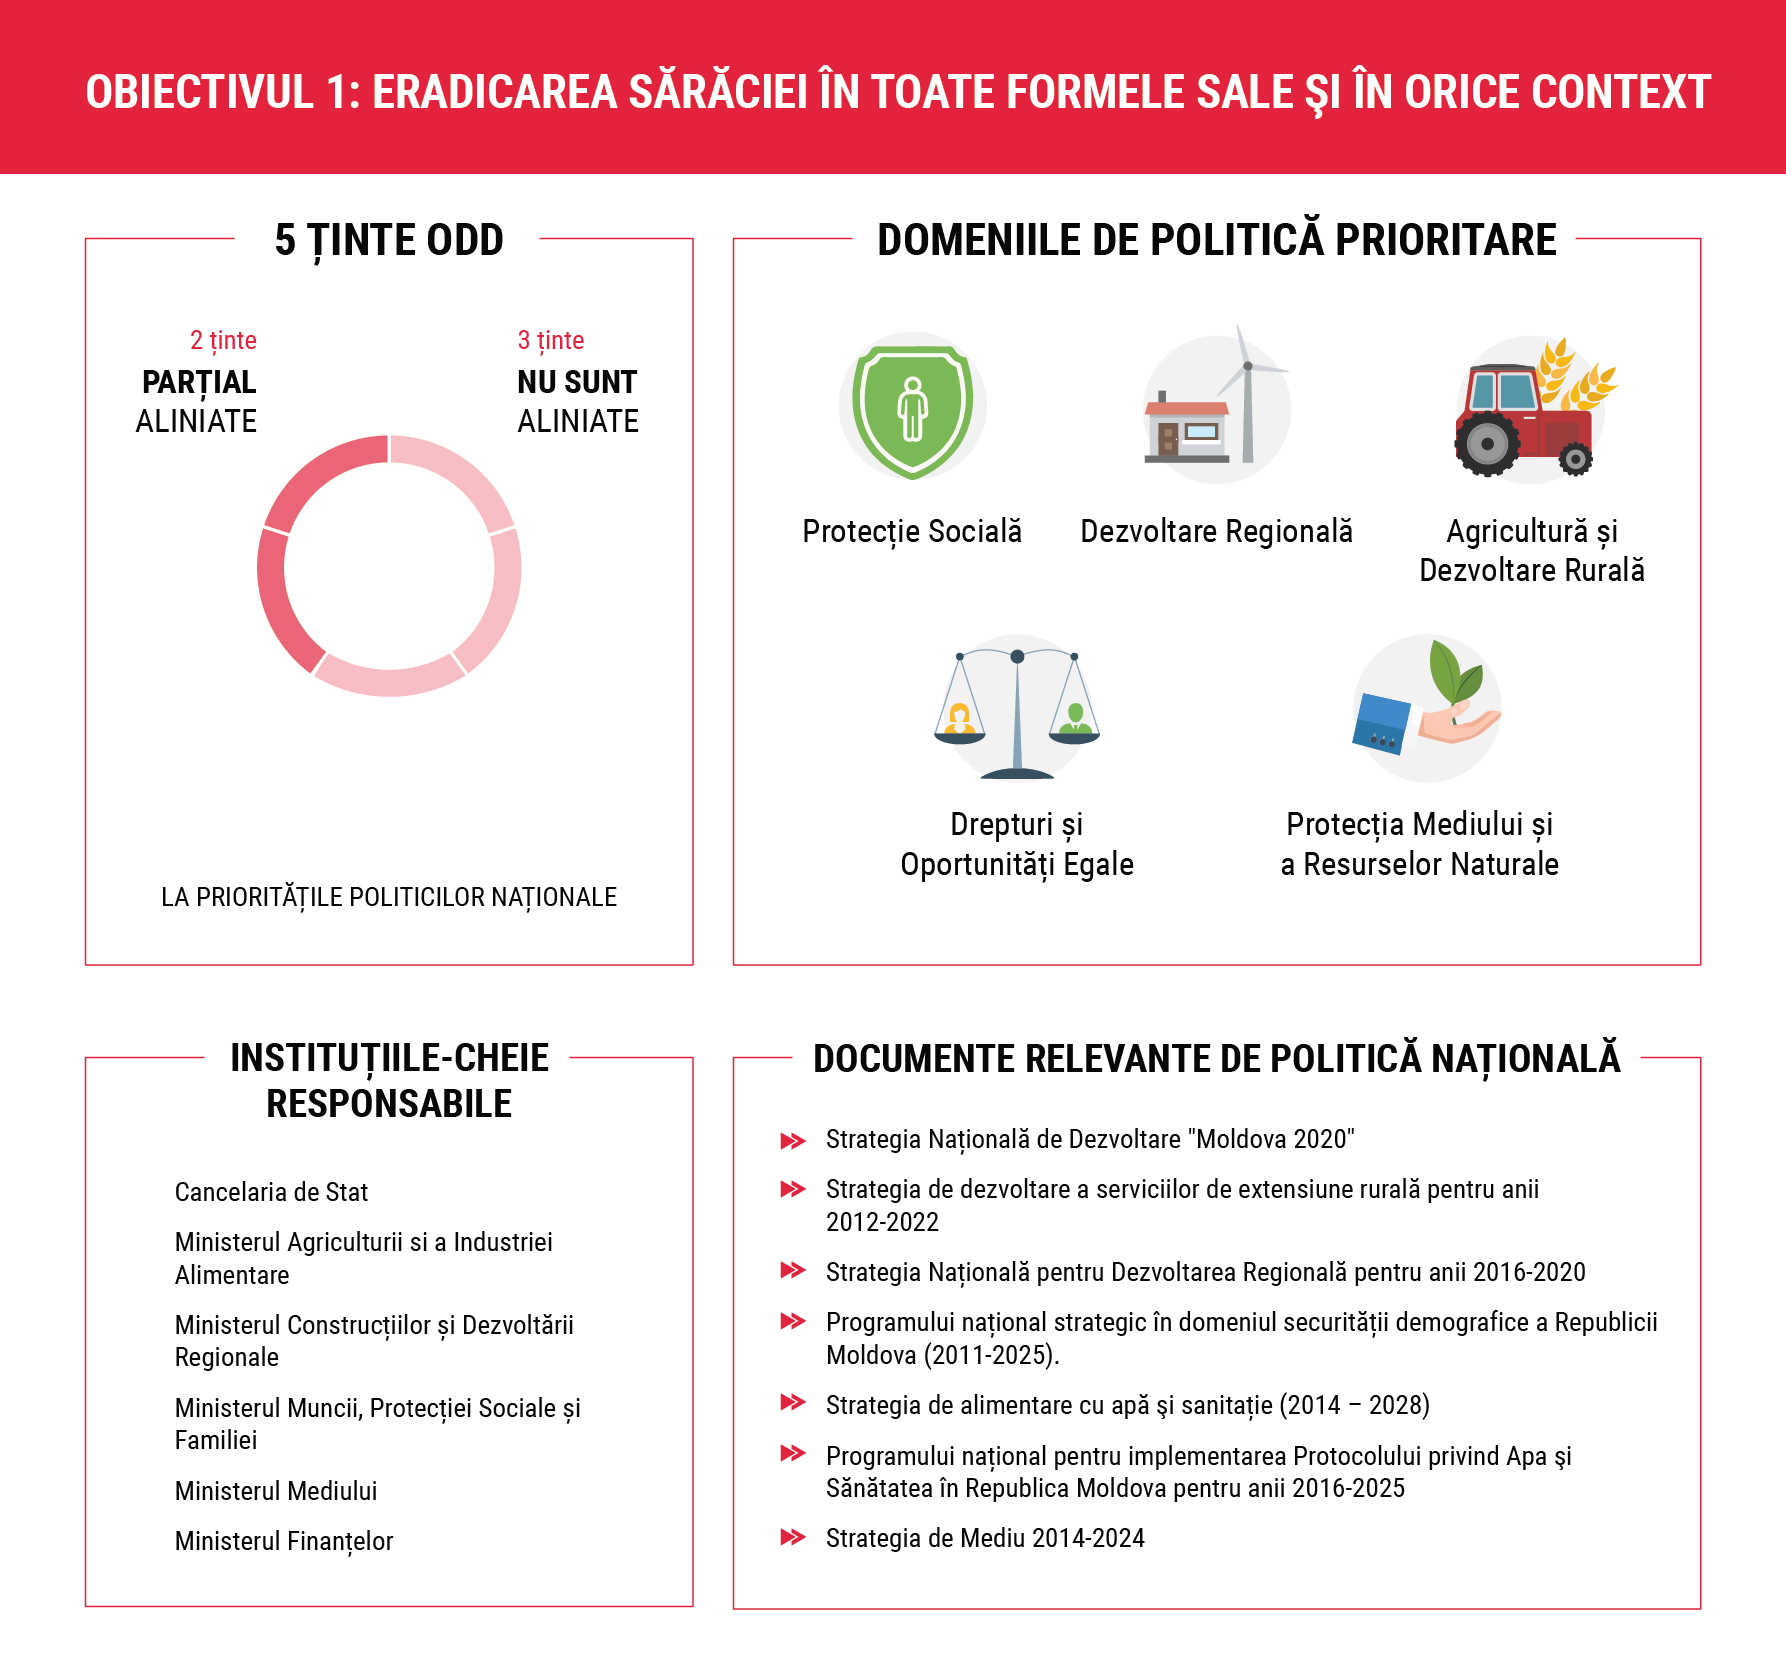 OBIECTIVUL 1: ERADICAREA SĂRĂCIEI ÎN TOATE FORMELE SALE ŞI ÎN ORICE CONTEXT
5 ȚINTE ODD
2 ținte
PARȚIAL
ALINIATE
3 ținte
NU SUNT
ALINIATE
LA PRIORITĂȚILE POLITICILOR NAȚIONALE
DOMENIILE DE POLITICĂ PRIORITARE
Protecție Socială
Dezvoltare Regională
Agricultură și
Dezvoltare Rurală
Drepturi și
Oportunități Egale
Protecția Mediului și
a Resurselor Naturale
INSTITUȚIILE-CHEIE
RESPONSABILE
Cancelaria de Stat
Ministerul Agriculturii si a Industriei
Alimentare
Ministerul Construcțiilor și Dezvoltării
Regionale
Ministerul Muncii, Protecției Sociale și
Familiei
Ministerul Mediului
Ministerul Finanțelor
DOCUMENTE RELEVANTE DE POLITICĂ NAȚIONALĂ
Strategia Națională de Dezvoltare "Moldova 2020"
Strategia de dezvoltare a serviciilor de extensiune rurală pentru anii
2012-2022
Strategia Națională pentru Dezvoltarea Regională pentru anii 2016-2020
Programului național strategic în domeniul securității demografice a Republicii
Moldova (2011-2025).
Strategia de alimentare cu apă şi sanitație (2014 – 2028)
Programului național pentru implementarea Protocolului privind Apa şi
Sănătatea în Republica Moldova pentru anii 2016-2025
Strategia de Mediu 2014-2024